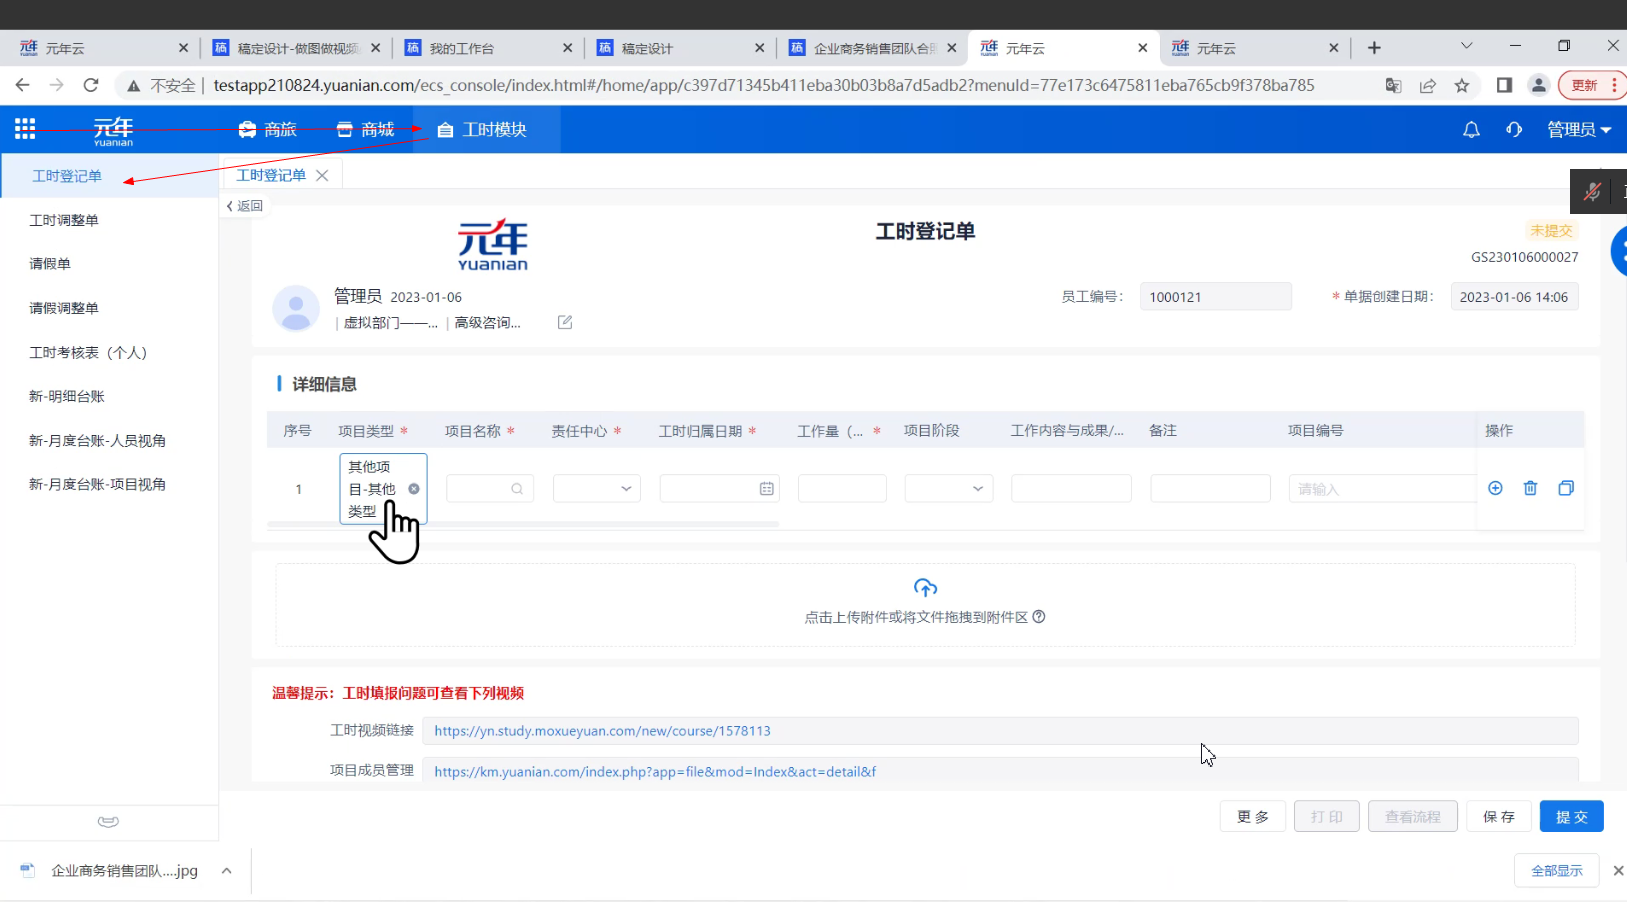 元年云
稿定设计-做图做视频
我的工作台
稿定设计
企业商务销售团队合
元年云
元年云
不安全
testapp210824.yuanian.com/ecs_console/index.html#/home/app/c397d71345b411eba30b03b8a7d5adb2?menuId=77e173c6475811eba765cb9f378ba785
更新
元年
YUANIAN
商旅
商城
工时模块
管理员
工时登记单
工时调整单
请假单
请假调整单
工时考核表（个人）
新-明细台账
新-月度台账-人员视角
新-月度台账-项目视角
工时登记单
返回
元年
YUANIAN
工时登记单
未提交
GS230106000027
管理员 2023-01-06
| 虚拟部门——... | 高级咨询...
员工编号： 1000121
* 单据创建日期： 2023-01-06 14:06
详细信息
序号 项目类型 * 项目名称 * 责任中心 * 工时归属日期 * 工作量（... * 项目阶段 工作内容与成果/... 备注 项目编号 操作
1 其他项目-其他类型 请输入
点击上传附件或将文件拖拽到附件区
温馨提示：工时填报问题可查看下列视频
工时视频链接 https://yn.study.moxueyuan.com/new/course/1578113
项目成员管理 https://km.yuanian.com/index.php?app=file&mod=Index&act=detail&f
更多 打印 查看流程 保存 提交
企业商务销售团队....jpg
全部显示